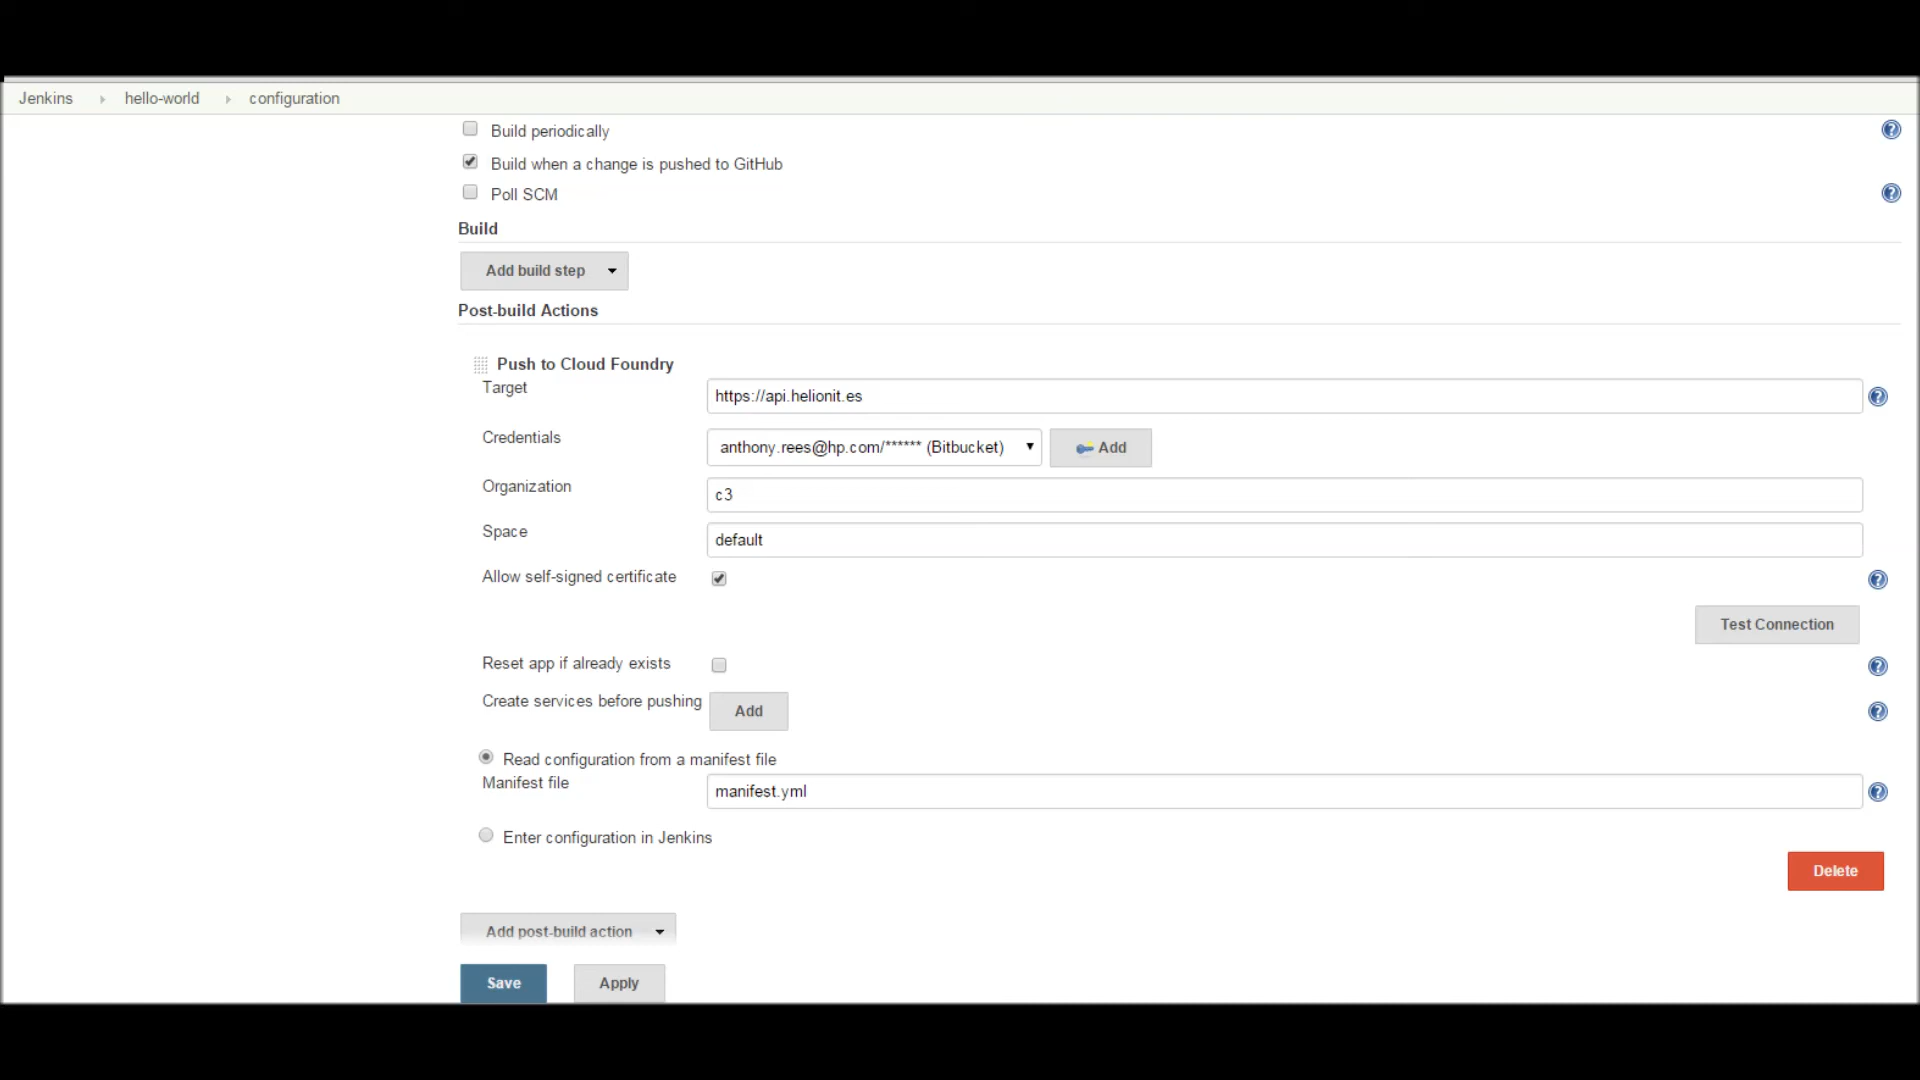 Jenkins hello-world configuration
Build periodically
Build when a change is pushed to GitHub
Poll SCM
Build
Add build step
Post-build Actions
Push to Cloud Foundry
Target https://api.helionit.es
Credentials anthony.rees@hp.com/****** (Bitbucket) Add
Organization c3
Space default
Allow self-signed certificate
Test Connection
Reset app if already exists
Create services before pushing Add
Read configuration from a manifest file
Manifest file manifest.yml
Enter configuration in Jenkins
Delete
Add post-build action
Save Apply